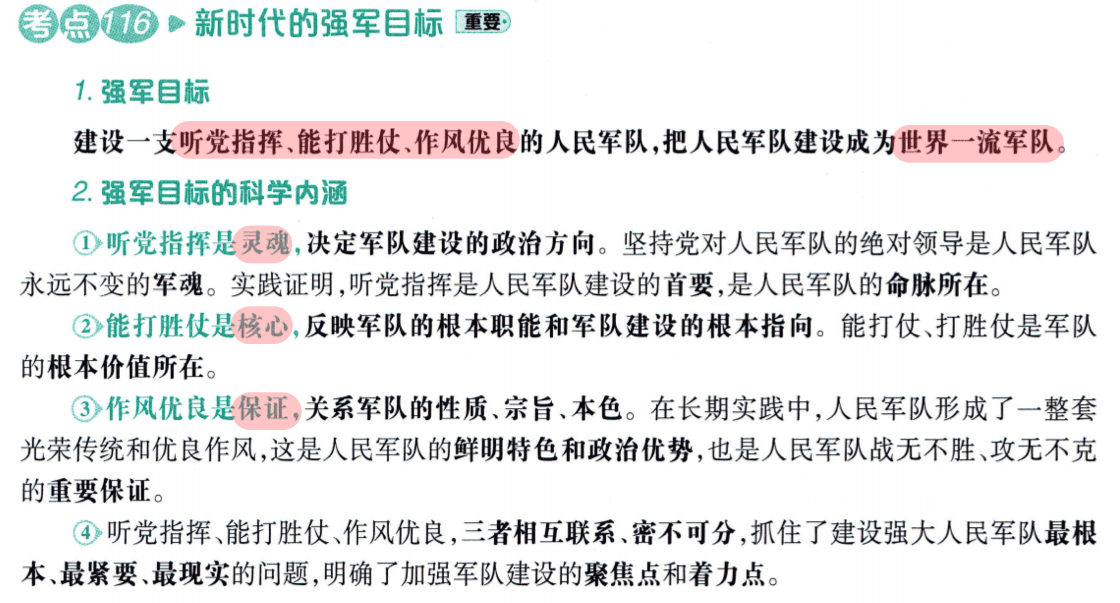 考点116 新时代的强军目标 重要
1. 强军目标
建设一支听党指挥、能打胜仗、作风优良的人民军队,把人民军队建设成为世界一流军队。
2. 强军目标的科学内涵
①听党指挥是灵魂,决定军队建设的政治方向。坚持党对人民军队的绝对领导是人民军队
永远不变的军魂。实践证明,听党指挥是人民军队建设的首要,是人民军队的命脉所在。
②能打胜仗是核心,反映军队的根本职能和军队建设的根本指向。能打仗、打胜仗是军队
的根本价值所在。
③作风优良是保证,关系军队的性质、宗旨、本色。在长期实践中,人民军队形成了一整套
光荣传统和优良作风,这是人民军队的鲜明特色和政治优势,也是人民军队战无不胜、攻无不克
的重要保证。
④听党指挥、能打胜仗、作风优良,三者相互联系、密不可分,抓住了建设强大人民军队最根
本、最紧要、最现实的问题,明确了加强军队建设的聚焦点和着力点。